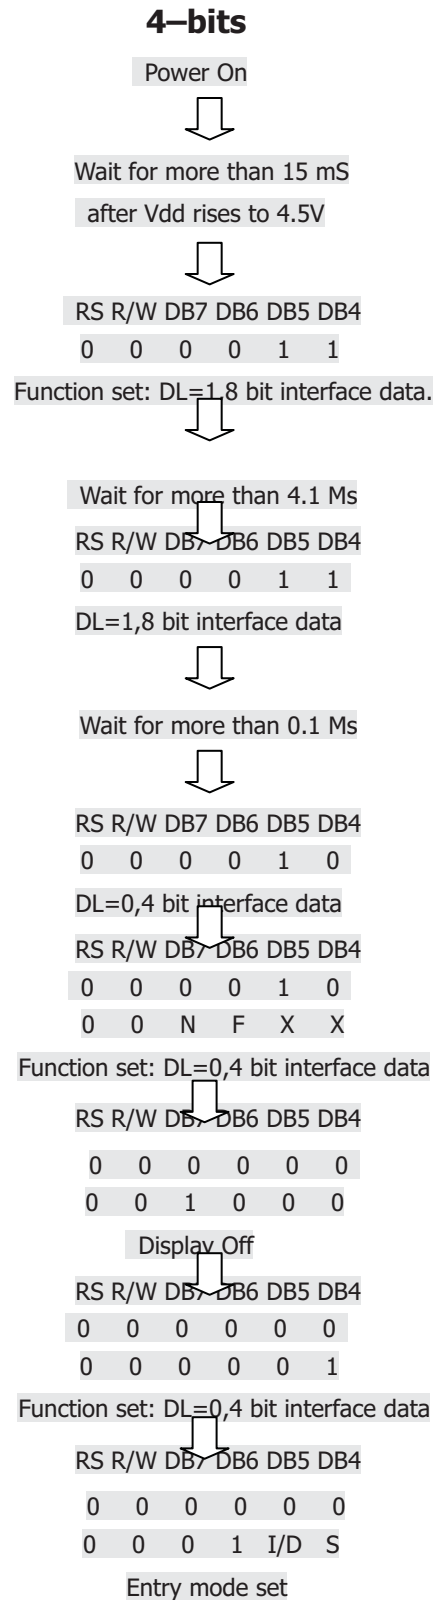 4–bits
Power On
Wait for more than 15 mS
after Vdd rises to 4.5V
RS R/W DB7 DB6 DB5 DB4
0 0 0 0 1 1
Function set: DL=1,8 bit interface data.
Wait for more than 4.1 Ms
RS R/W DB7 DB6 DB5 DB4
0 0 0 0 1 1
DL=1,8 bit interface data
Wait for more than 0.1 Ms
RS R/W DB7 DB6 DB5 DB4
0 0 0 0 1 0
DL=0,4 bit interface data
RS R/W DB7 DB6 DB5 DB4
0 0 0 0 1 0
0 0 N F X X
Function set: DL=0,4 bit interface data
RS R/W DB7 DB6 DB5 DB4
0 0 0 0 0 0
0 0 1 0 0 0
Display Off
RS R/W DB7 DB6 DB5 DB4
0 0 0 0 0 0
0 0 0 0 0 1
Function set: DL=0,4 bit interface data
RS R/W DB7 DB6 DB5 DB4
0 0 0 0 0 0
0 0 0 1 I/D S
Entry mode set